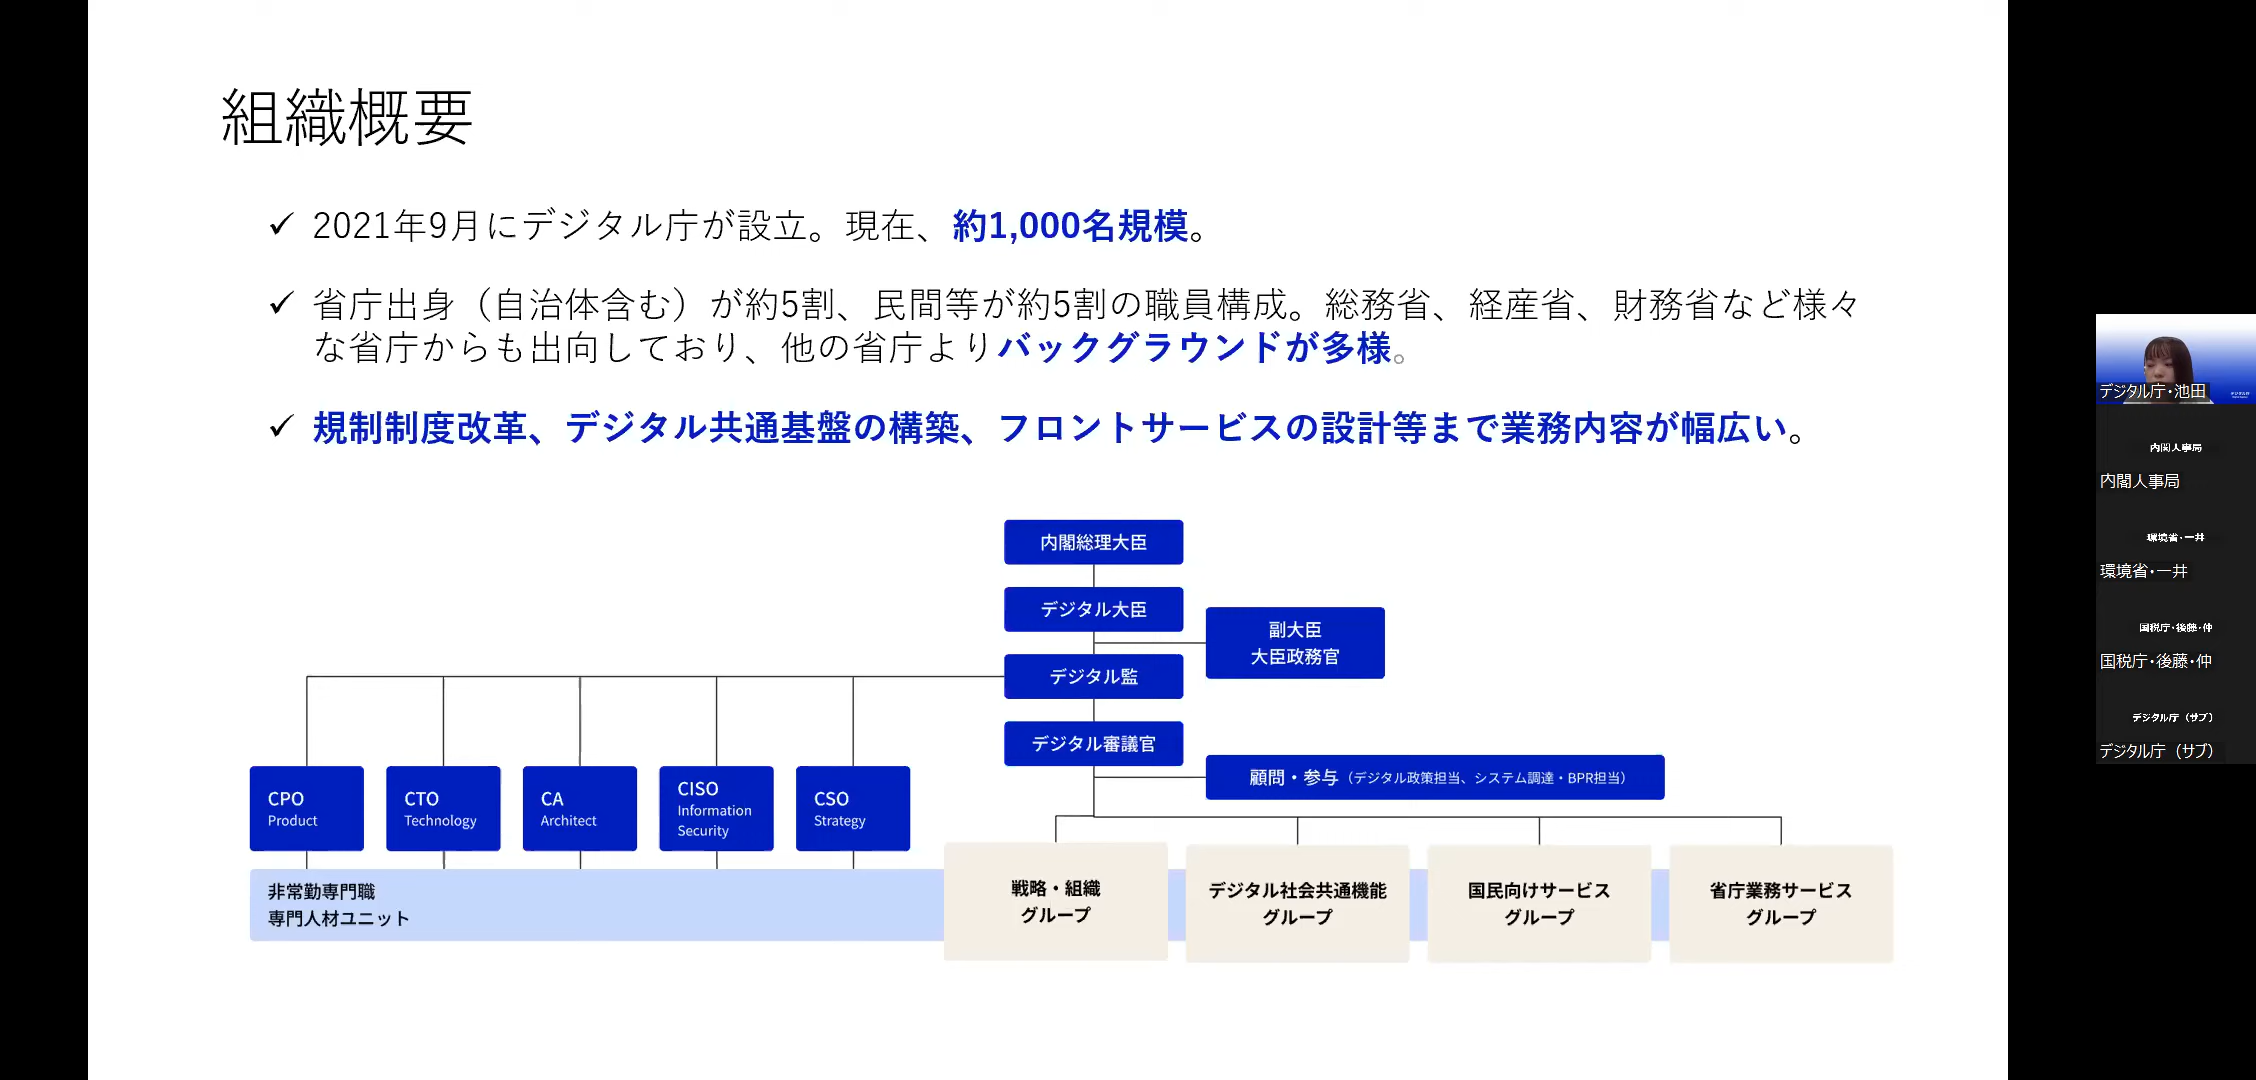 組織概要
✓ 2021年9月にデジタル庁が設立。現在、約1,000名規模。
✓ 省庁出身（自治体含む）が約5割、民間等が約5割の職員構成。総務省、経産省、財務省など様々
な省庁からも出向しており、他の省庁よりバックグラウンドが多様。
✓ 規制制度改革、デジタル共通基盤の構築、フロントサービスの設計等まで業務内容が幅広い。
内閣総理大臣
デジタル大臣
副大臣
大臣政務官
デジタル監
デジタル審議官
顧問・参与（デジタル政策担当、システム調達・BPR担当）
CPO
Product
CTO
Technology
CA
Architect
CISO
Information
Security
CSO
Strategy
非常勤専門職
専門人材ユニット
戦略・組織
グループ
デジタル社会共通機能
グループ
国民向けサービス
グループ
省庁業務サービス
グループ
デジタル庁・池田
内閣人事局
内閣人事局
環境省・一井
環境省・一井
国税庁・後藤・仲
国税庁・後藤・仲
デジタル庁（サブ）
デジタル庁（サブ）